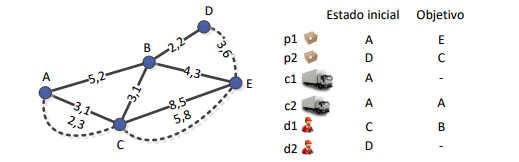 D
Estado inicial Objetivo
B 2,2 3,6
p1 A E
p2 D C
A 5,2 4,3 E
c1 A -
3,1 3,1 8,5
c2 A A
2,3 5,8
d1 C B
C
d2 D -